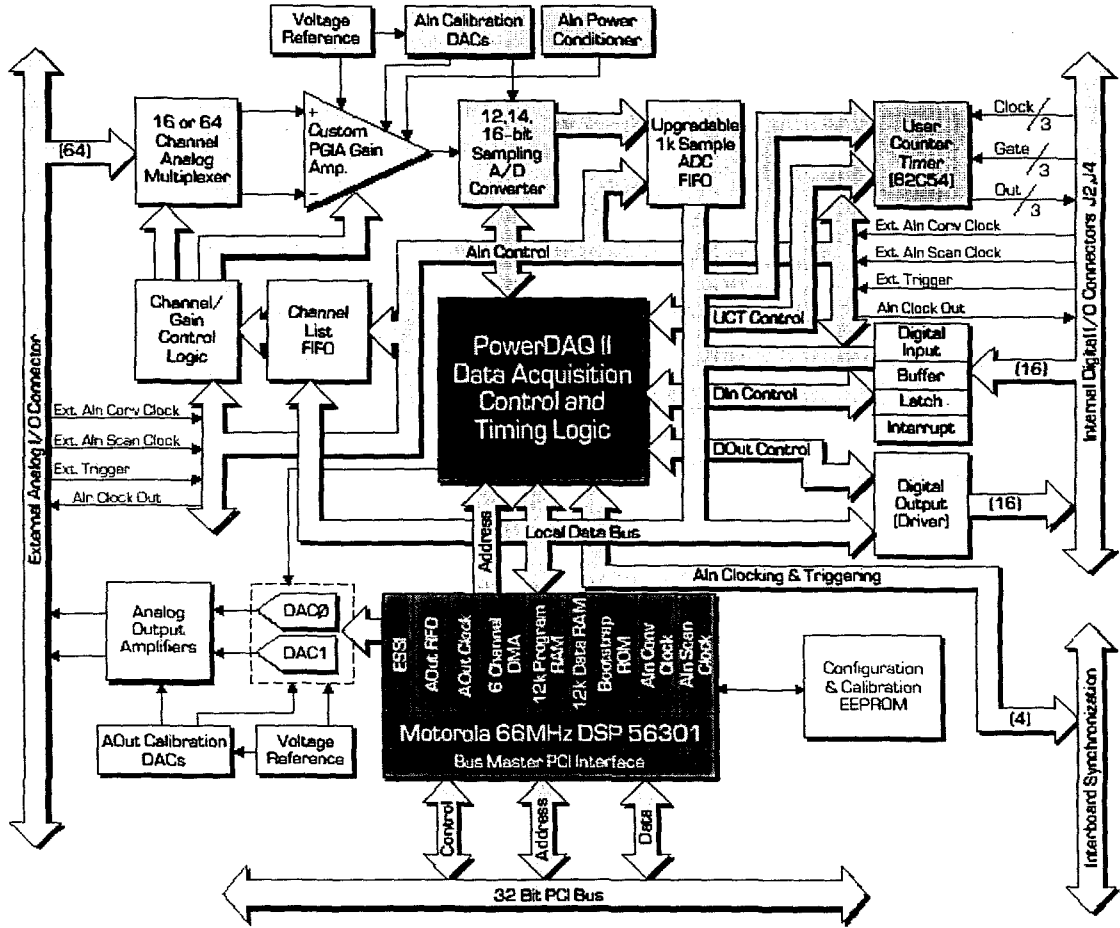 Voltage
Reference
AIn Calibration
DACs
AIn Power
Conditioner
16 or 64
Channel
Analog
Multiplexer
+
Custom
PGIA Gain
Amp.
–
12,14,
16-bit
Sampling
A/D
Converter
Upgradable
1k Sample
ADC
FIFO
User
Counter
Timer
[82C54]
Clock
3
Gate
3
Out
3
[64]
Ext. AIn Conv Clock
Ext. AIn Scan Clock
Ext. Trigger
AIn Clock Out
AIn Control
Channel/
Gain
Control
Logic
Channel
List
FIFO
PowerDAQ II
Data Acquisition
Control and
Timing Logic
UCT Control
DIn Control
DOut Control
Digital
Input
Buffer
Latch
Interrupt
(16)
Digital
Output
(Driver)
(16)
External Analog I/O Connector
Internal Digital I/O Connectors J2,J4
Ext. AIn Conv Clock
Ext. AIn Scan Clock
Ext. Trigger
AIn Clock Out
Address
Local Data Bus
AIn Clocking & Triggering
Analog
Output
Amplifiers
DACØ
DAC1
ESSI
AOut FIFO
AOut Clock
6 Channel
DMA
12k Program
RAM
12k Data RAM
Bootstrap
ROM
AIn Conv
Clock
AIn Scan
Clock
Motorola 66MHz DSP 56301
Bus Master PCI Interface
Configuration
& Calibration
EEPROM
(4)
Interboard Synchronization
AOut Calibration
DACs
Voltage
Reference
Control
Address
Data
32 Bit PCI Bus